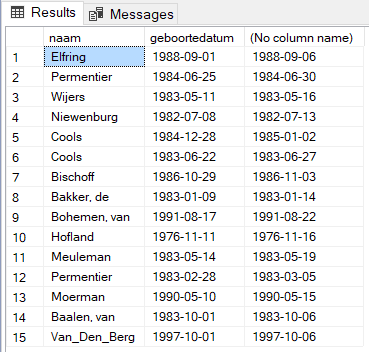 Results Messages
naam geboortedatum (No column name)
1 Elfring 1988-09-01 1988-09-06
2 Permentier 1984-06-25 1984-06-30
3 Wijers 1983-05-11 1983-05-16
4 Niewenburg 1982-07-08 1982-07-13
5 Cools 1984-12-28 1985-01-02
6 Cools 1983-06-22 1983-06-27
7 Bischoff 1986-10-29 1986-11-03
8 Bakker, de 1983-01-09 1983-01-14
9 Bohemen, van 1991-08-17 1991-08-22
10 Hofland 1976-11-11 1976-11-16
11 Meuleman 1983-05-14 1983-05-19
12 Permentier 1983-02-28 1983-03-05
13 Moerman 1990-05-10 1990-05-15
14 Baalen, van 1983-10-01 1983-10-06
15 Van_Den_Berg 1997-10-01 1997-10-06